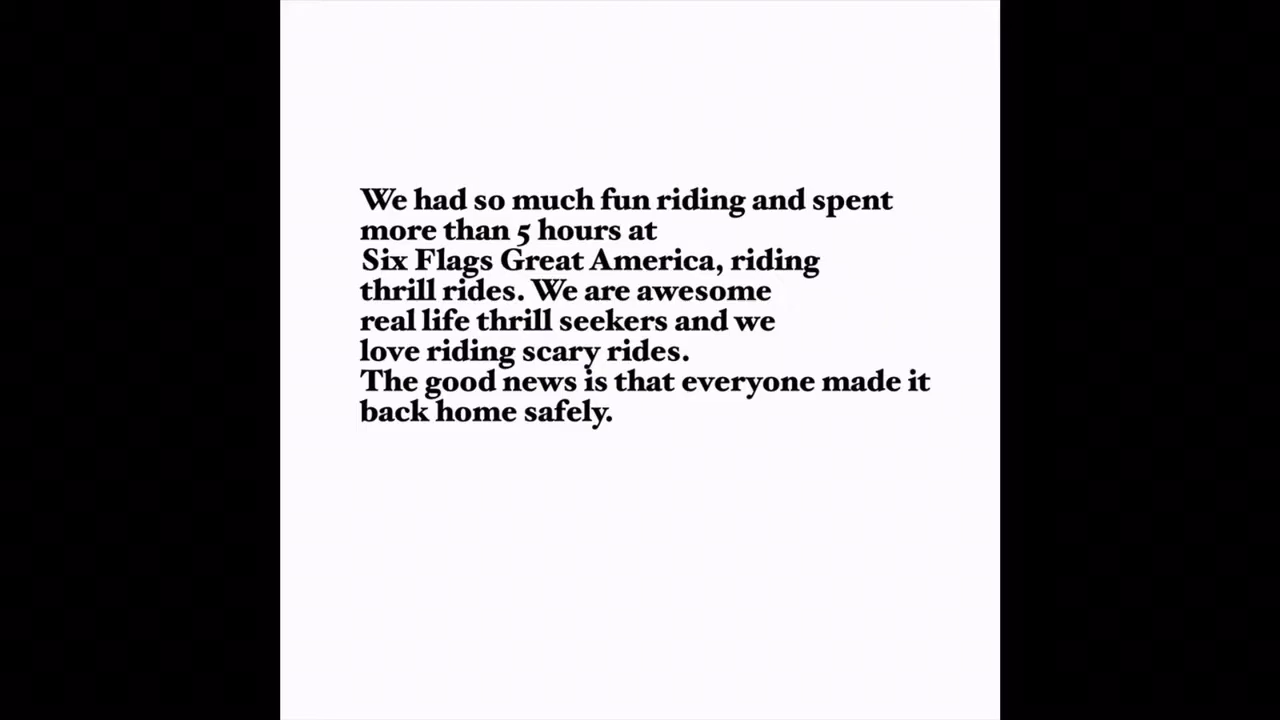 We had so much fun riding and spent
more than 5 hours at
Six Flags Great America, riding
thrill rides. We are awesome
real life thrill seekers and we
love riding scary rides.
The good news is that everyone made it
back home safely.